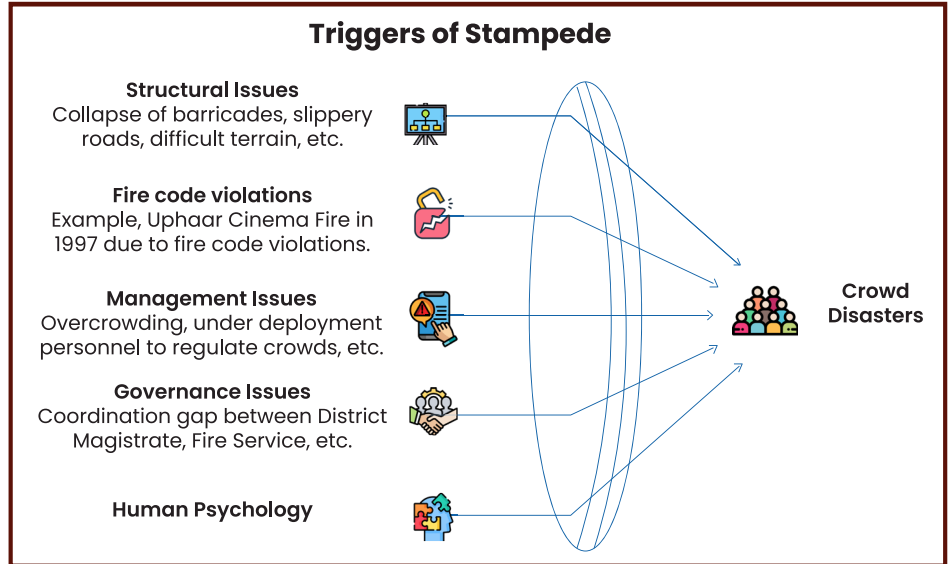 Triggers of Stampede
Structural Issues
Collapse of barricades, slippery
roads, difficult terrain, etc.
Fire code violations
Example, Uphaar Cinema Fire in
1997 due to fire code violations.
Management Issues
Overcrowding, under deployment
personnel to regulate crowds, etc.
Governance Issues
Coordination gap between District
Magistrate, Fire Service, etc.
Human Psychology
Crowd
Disasters